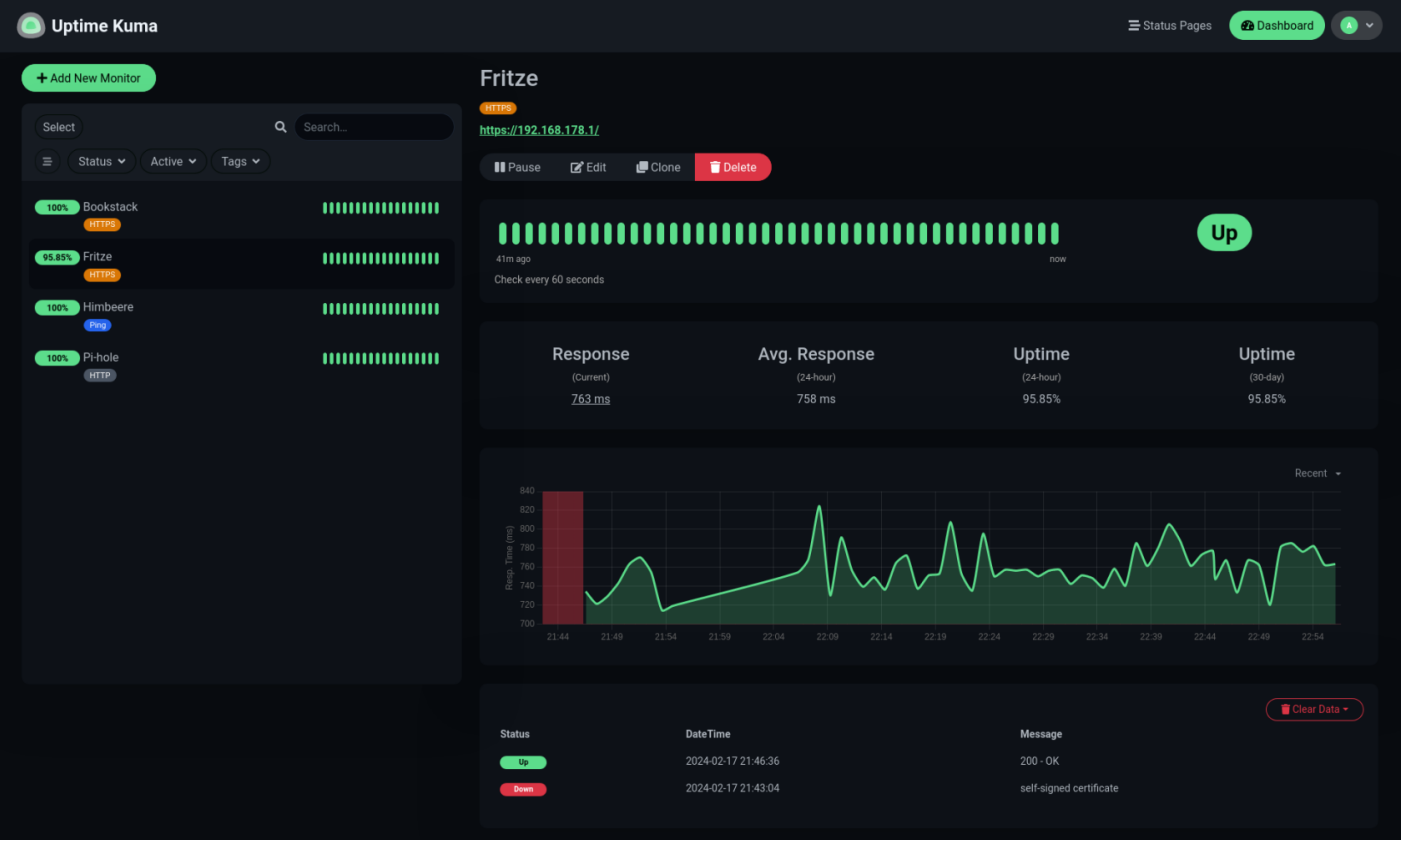 Uptime Kuma
Status Pages
Dashboard
A
Add New Monitor
Select
Search...
Status
Active
Tags
100% Bookstack
HTTPS
95.85% Fritze
HTTPS
100% Himbeere
Ping
100% Pi-hole
HTTP
Fritze
HTTPS
https://192.168.178.1/
Pause Edit Clone Delete
41m ago now
Check every 60 seconds
Up
Response Avg. Response Uptime Uptime
(Current) (24-hour) (24-hour) (30-day)
763 ms 758 ms 95.85% 95.85%
Recent
Resp. Time (ms)
840
820
800
780
760
740
720
700
21:44 21:49 21:54 21:59 22:04 22:09 22:14 22:19 22:24 22:29 22:34 22:39 22:44 22:49 22:54
Clear Data
Status DateTime Message
Up 2024-02-17 21:46:36 200 - OK
Down 2024-02-17 21:43:04 self-signed certificate